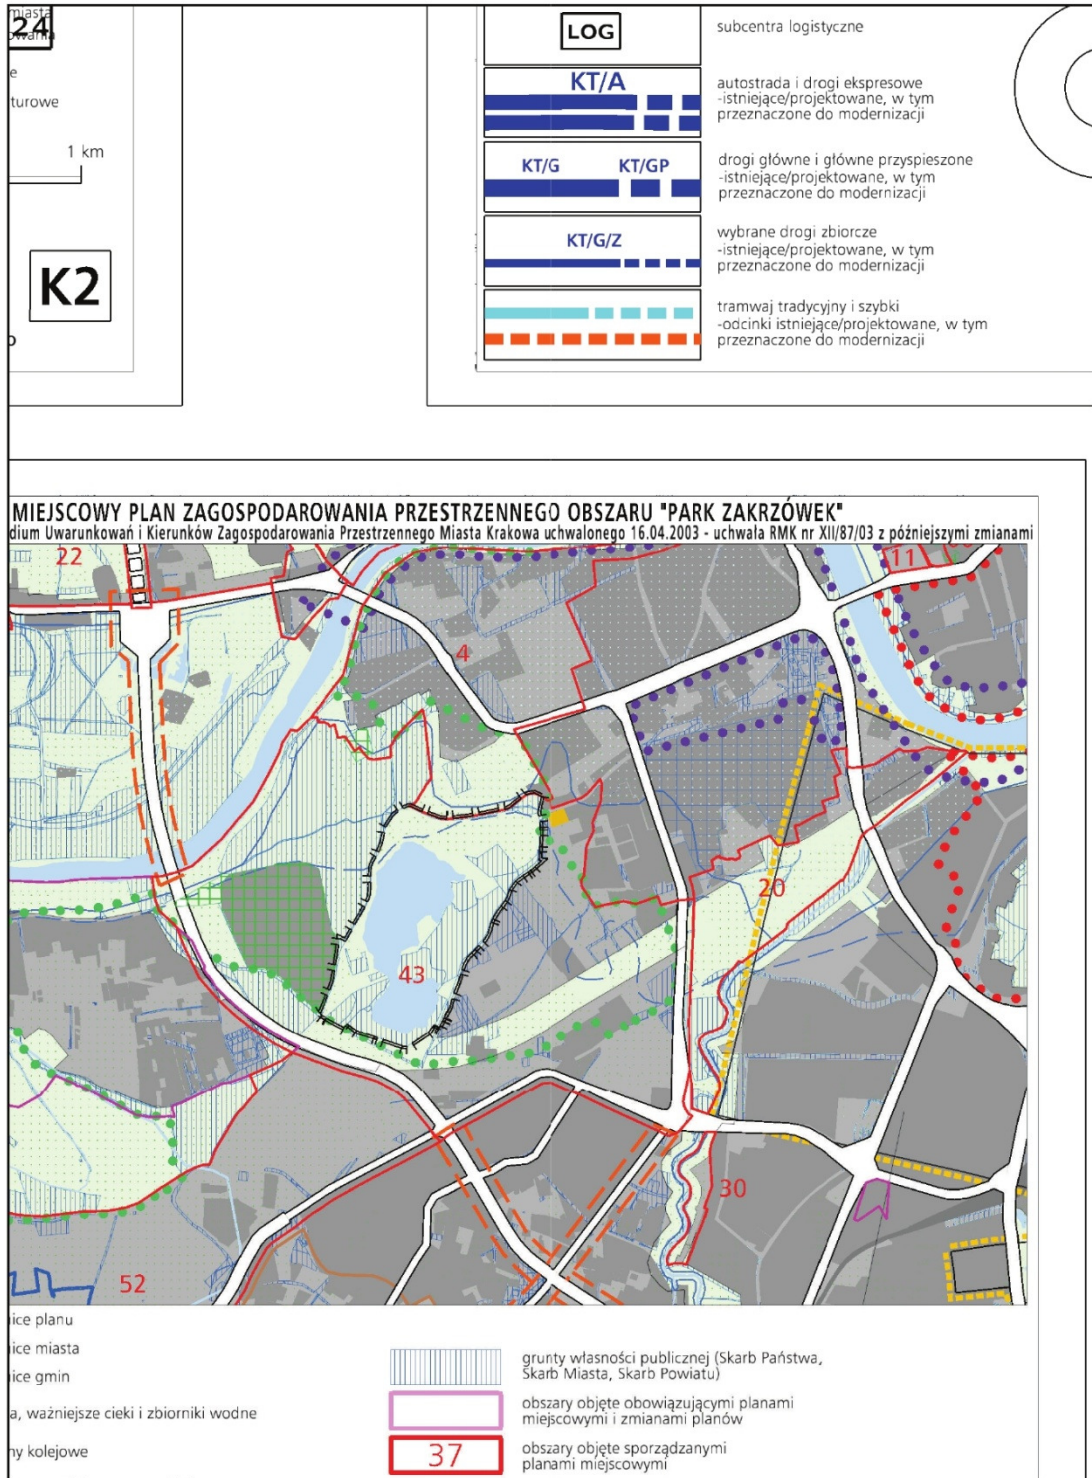 miasta
24
owania
e
turowe
1 km
K2
LOG
subcentra logistyczne
KT/A
autostrada i drogi ekspresowe
-istniejące/projektowane, w tym
przeznaczone do modernizacji
KT/G KT/GP
drogi główne i główne przyspieszone
-istniejące/projektowane, w tym
przeznaczone do modernizacji
KT/G/Z
wybrane drogi zbiorcze
-istniejące/projektowane, w tym
przeznaczone do modernizacji
tramwaj tradycyjny i szybki
-odcinki istniejące/projektowane, w tym
przeznaczone do modernizacji
MIEJSCOWY PLAN ZAGOSPODAROWANIA PRZESTRZENNEGO OBSZARU "PARK ZAKRZÓWEK"
dium Uwarunkowań i Kierunków Zagospodarowania Przestrzennego Miasta Krakowa uchwalonego 16.04.2003 - uchwała RMK nr XII/87/03 z późniejszymi zmianami
22
11
4
20
43
30
52
ice planu
ice miasta
ice gmin
a, ważniejsze cieki i zbiorniki wodne
ny kolejowe
grunty własności publicznej (Skarb Państwa,
Skarb Miasta, Skarb Powiatu)
obszary objęte obowiązującymi planami
miejscowymi i zmianami planów
37
obszary objęte sporządzanymi
planami miejscowymi